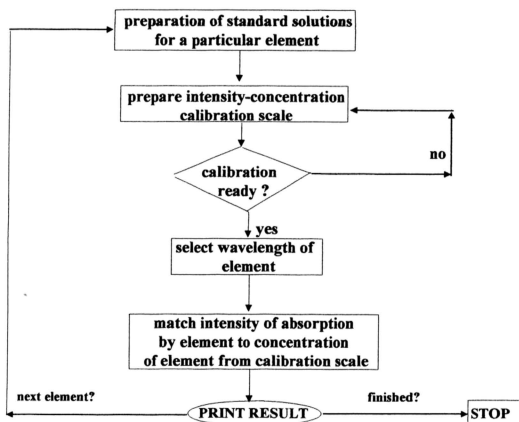 preparation of standard solutions
for a particular element
prepare intensity-concentration
calibration scale
no
calibration
ready ?
yes
select wavelength of
element
match intensity of absorption
by element to concentration
of element from calibration scale
next element?
finished?
PRINT RESULT
STOP